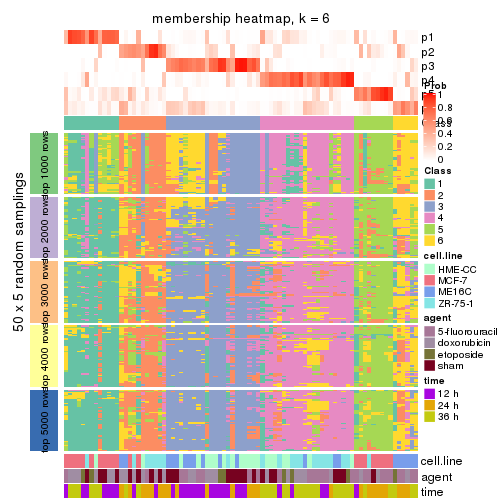 membership heatmap, k = 6
p1
p2
p3
p4
Prob
1
0.8
0.6
0.4
0.2
0
Class
1
2
3
4
5
6
cell.line
HME-CC
MCF-7
ME16C
ZR-75-1
agent
5-fluorouracil
doxorubicin
etoposide
sham
time
12 h
24 h
36 h
50 x 5 random samplings
top 1000 rows
top 2000 rows
top 3000 rows
top 4000 rows
top 5000 rows
cell.line
agent
time